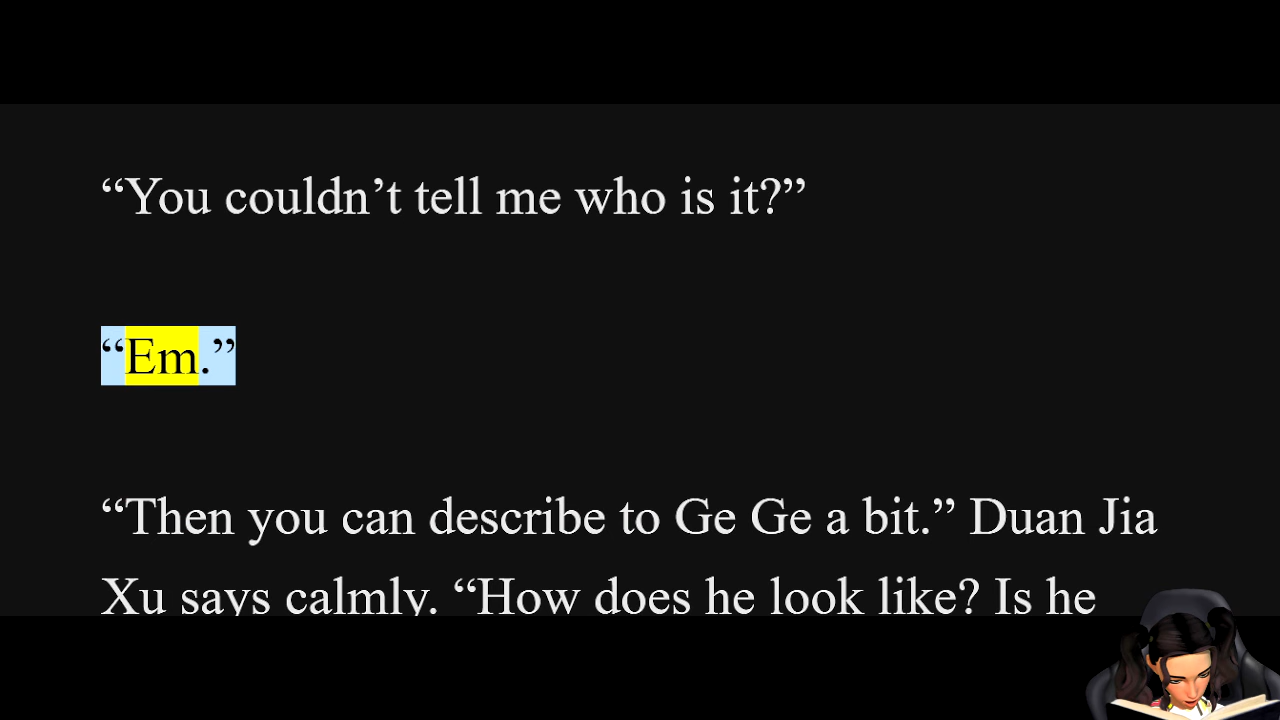 “You couldn’t tell me who is it?”
“Em.”
“Then you can describe to Ge Ge a bit.” Duan Jia
Xu says calmly. “How does he look like? Is he